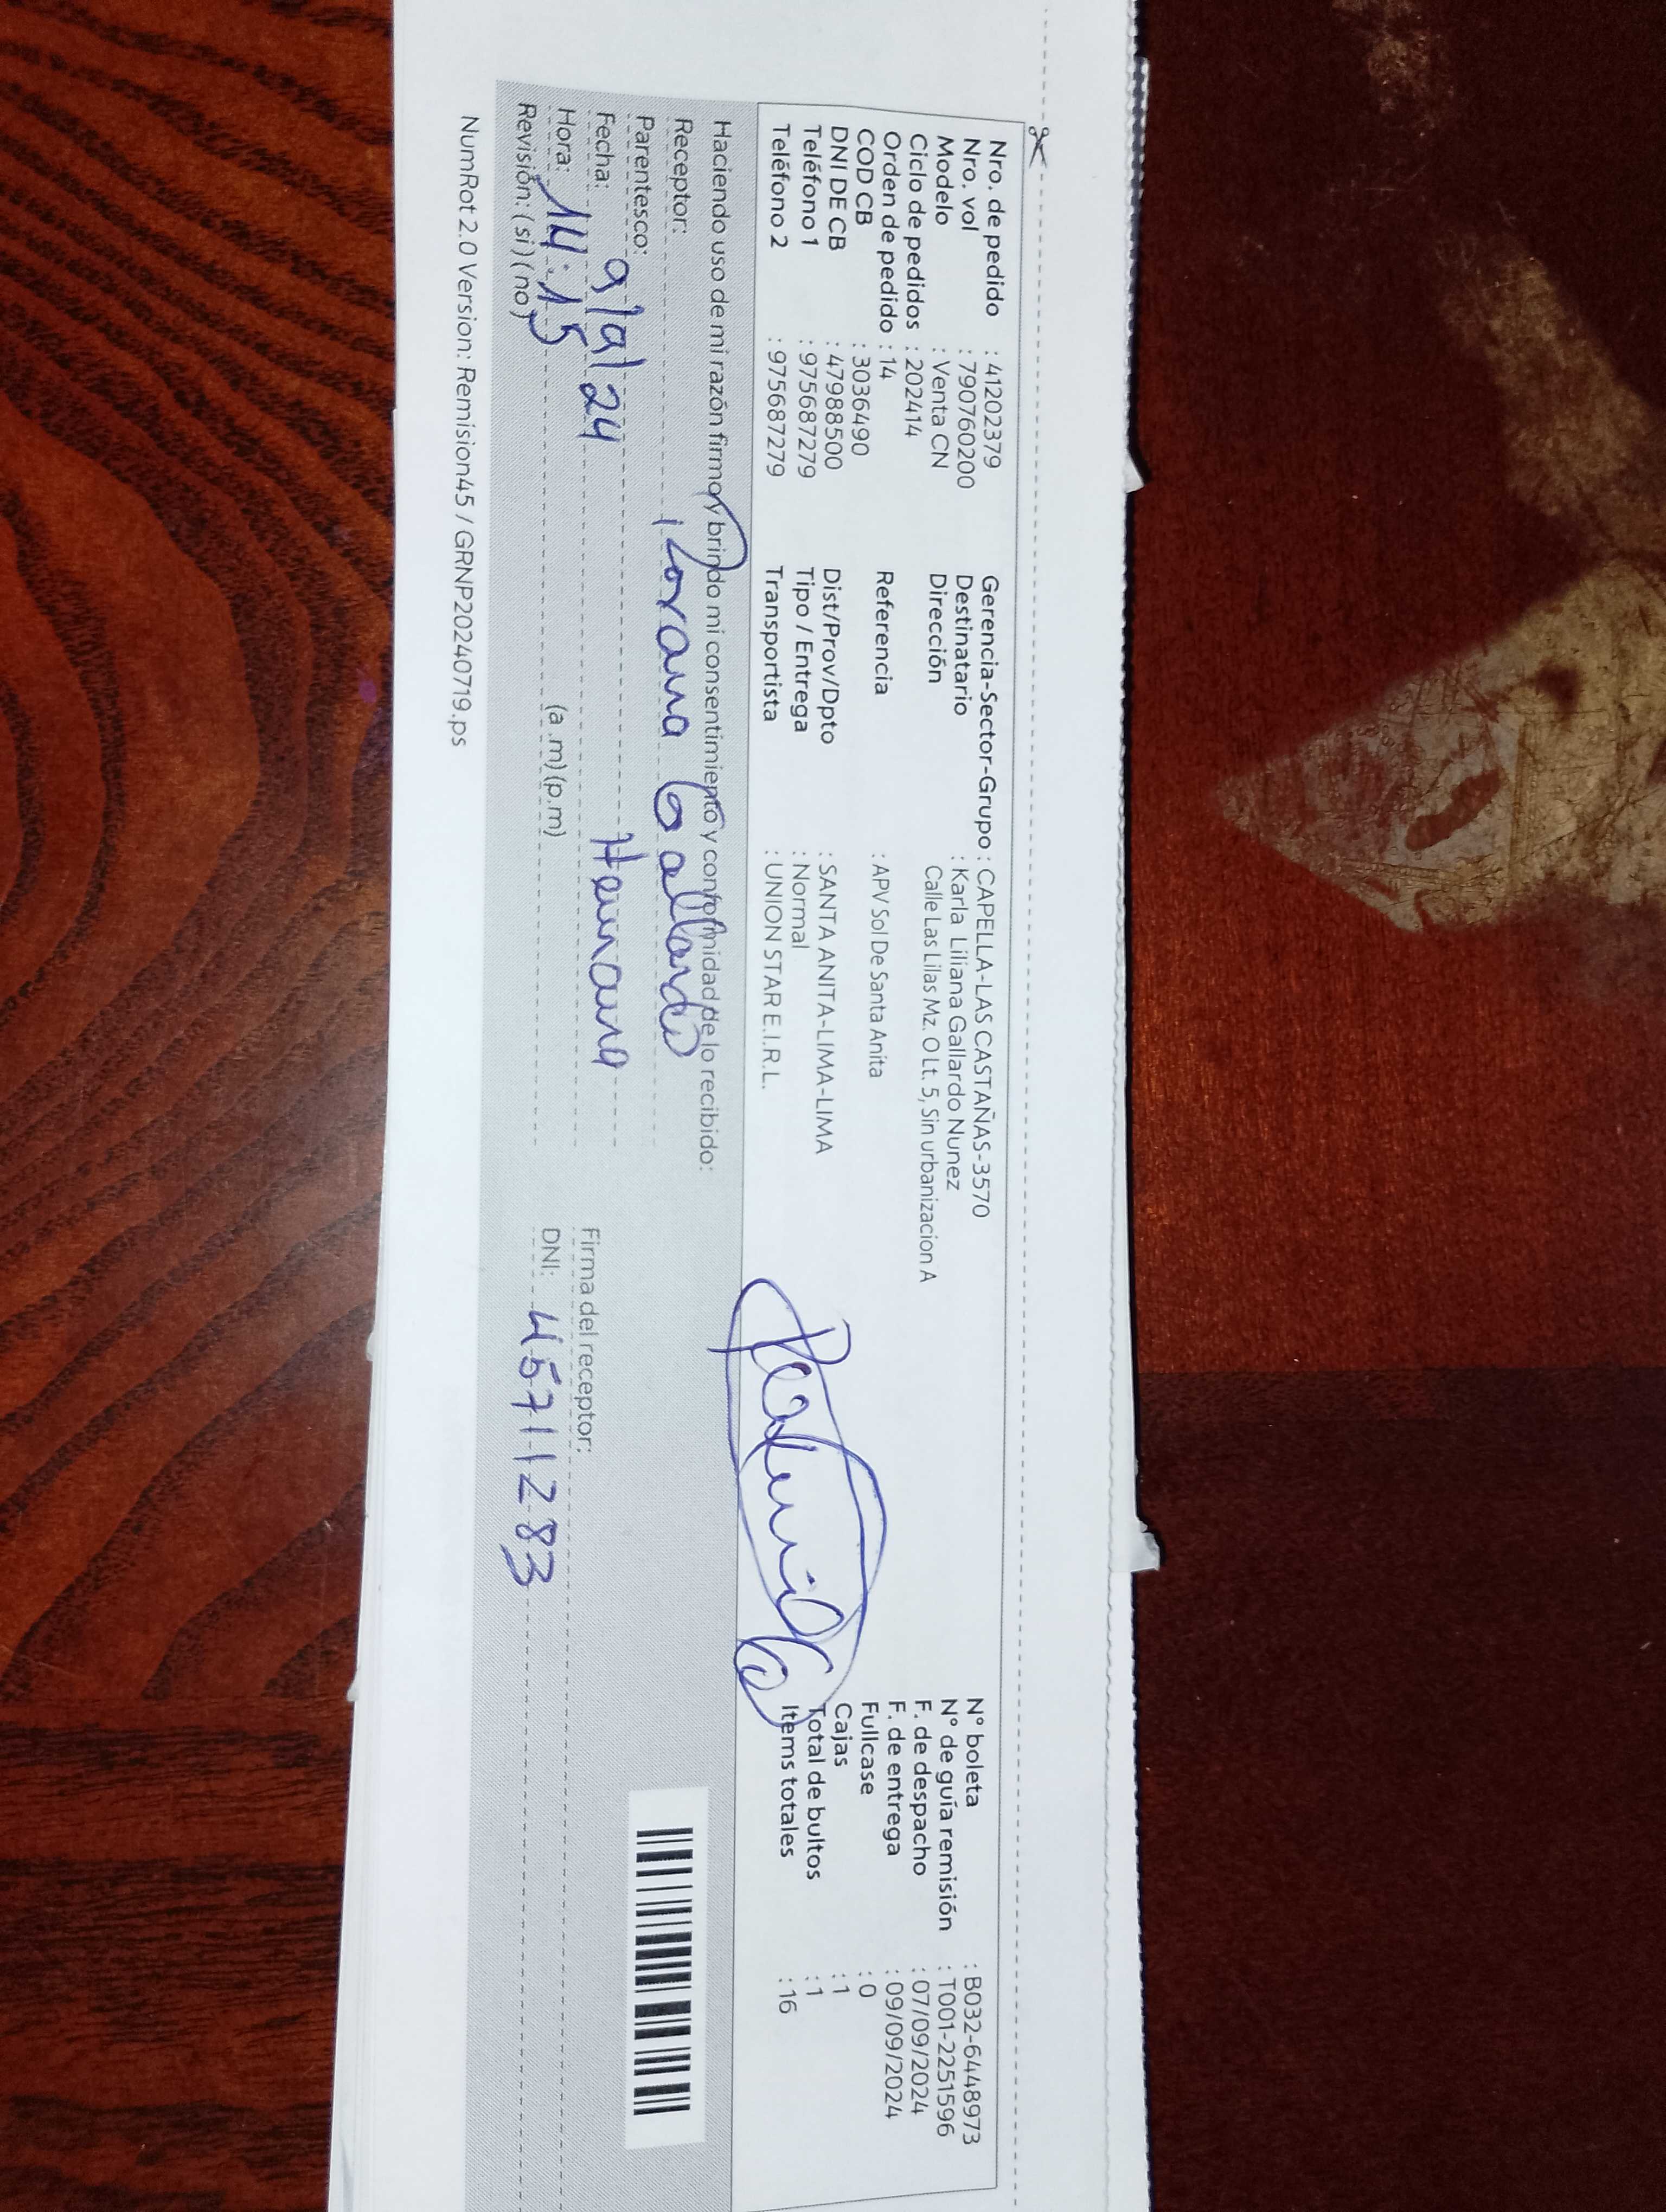 Nro. de pedido : 41202379
Nro. vol : 790760200
Modelo : Venta CN
Ciclo de pedidos : 202414
Orden de pedido : 14
COD CB : 3036490
DNI DE CB : 47988500
Teléfono 1 : 975687279
Teléfono 2 : 975687279
Gerencia-Sector-Grupo : CAPELLA-LAS CASTAÑAS-3570
Destinatario : Karla Liliana Gallardo Nunez
Dirección Calle Las Lilas Mz. O Lt. 5, Sin urbanizacion A
Referencia : APV Sol De Santa Anita
Dist/Prov/Dpto : SANTA ANITA-LIMA-LIMA
Tipo / Entrega : Normal
Transportista : UNION STAR E.I.R.L.
N° boleta : B032-6448973
N° de guía remisión : T001-2251596
F. de despacho : 07/09/2024
F. de entrega : 09/09/2024
Fullcase : 0
Cajas : 1
Total de bultos : 1
Items totales : 16
Haciendo uso de mi razón firmo y brindo mi consentimiento y conformidad de lo recibido:
Receptor: Gallardo
Parentesco: Hermana
Fecha: 9/9/24
Hora: 14:15 (a.m) (p.m)
Revisión: (si) (no)
Firma del receptor:
DNI: 45711283
NumRot 2.0 Version: Remision45 / GRNP20240719.ps